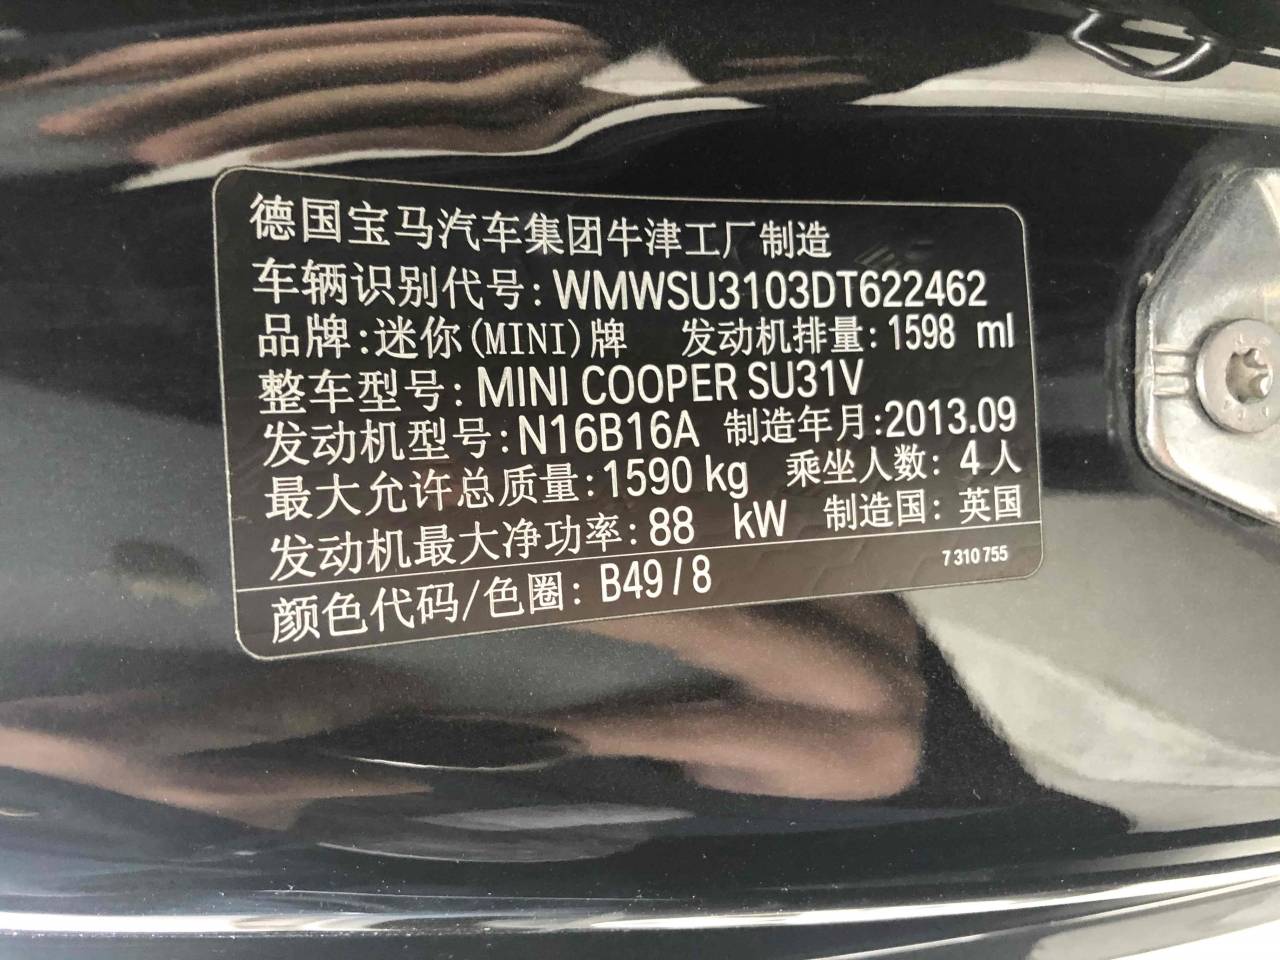 德国宝马汽车集团牛津工厂制造
车辆识别代号：WMWSU3103DT622462
品牌：迷你(MINI)牌 发动机排量：1598 ml
整车型号：MINI COOPER SU31V
发动机型号：N16B16A 制造年月：2013.09
最大允许总质量：1590 kg 乘坐人数：4人
发动机最大净功率：88 kW 制造国：英国
7 310 755
颜色代码/色圈：B49 / 8